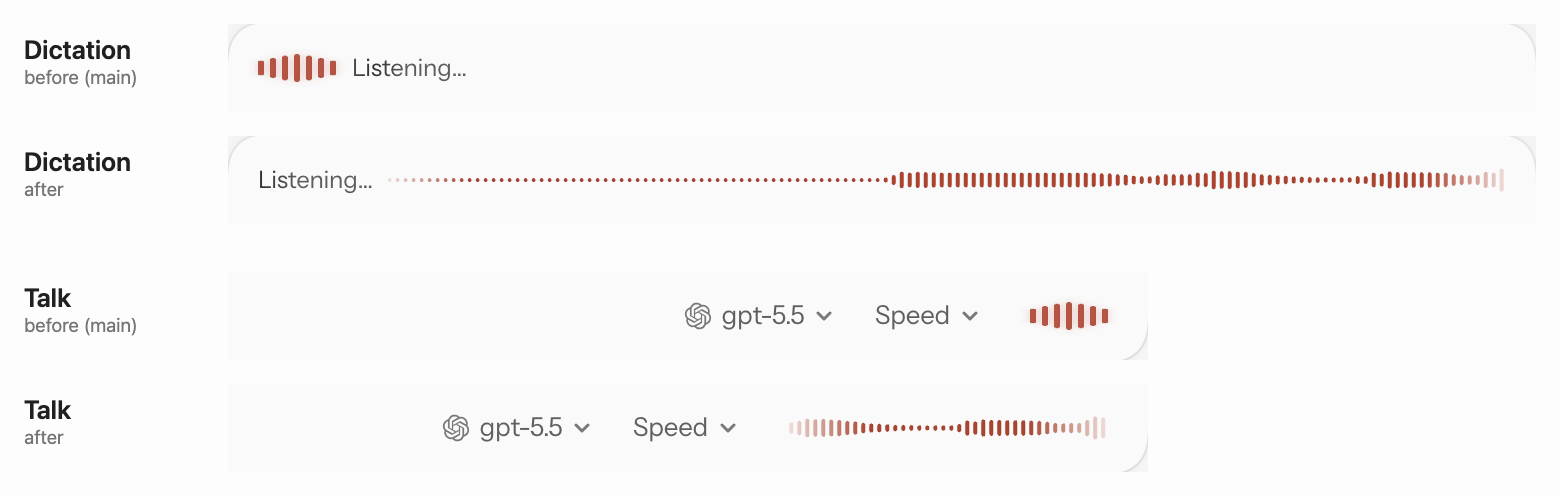 Dictation
before (main)
Listening...
Dictation
after
Listening...
Talk
before (main)
gpt-5.5 Speed
Talk
after
gpt-5.5 Speed